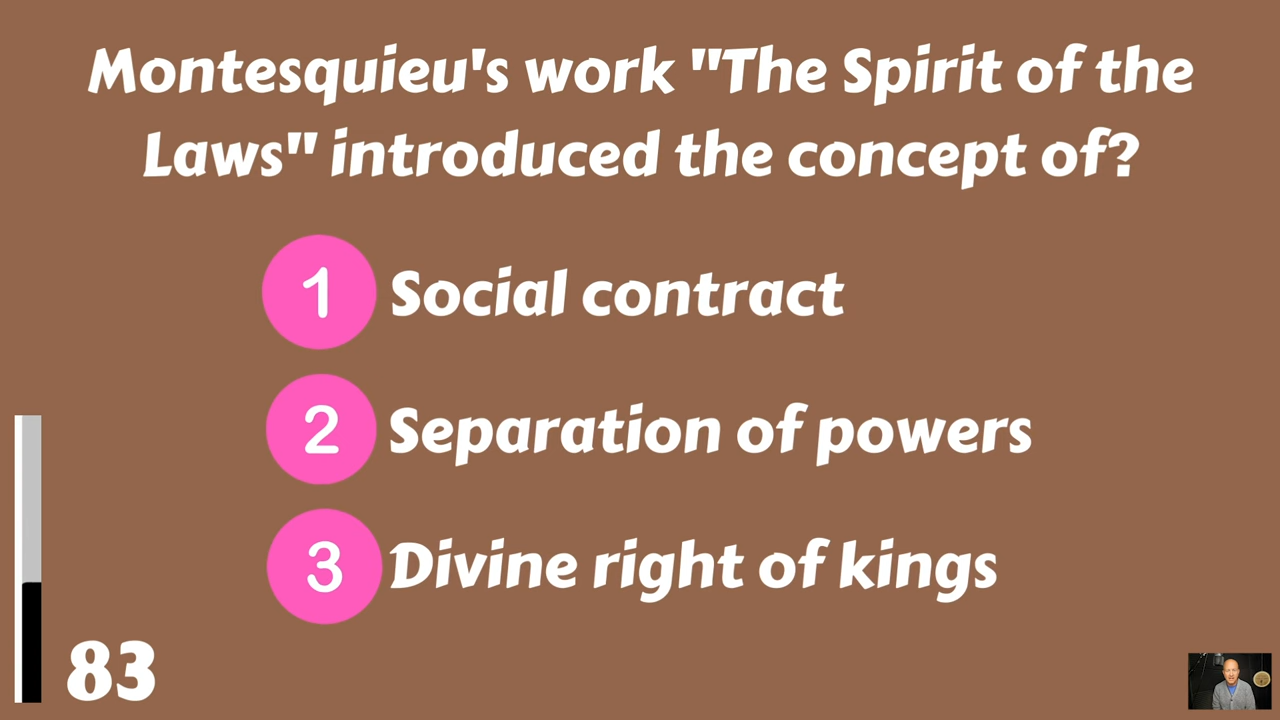 Montesquieu's work "The Spirit of the
Laws" introduced the concept of?
1 Social contract
2 Separation of powers
3 Divine right of kings
83